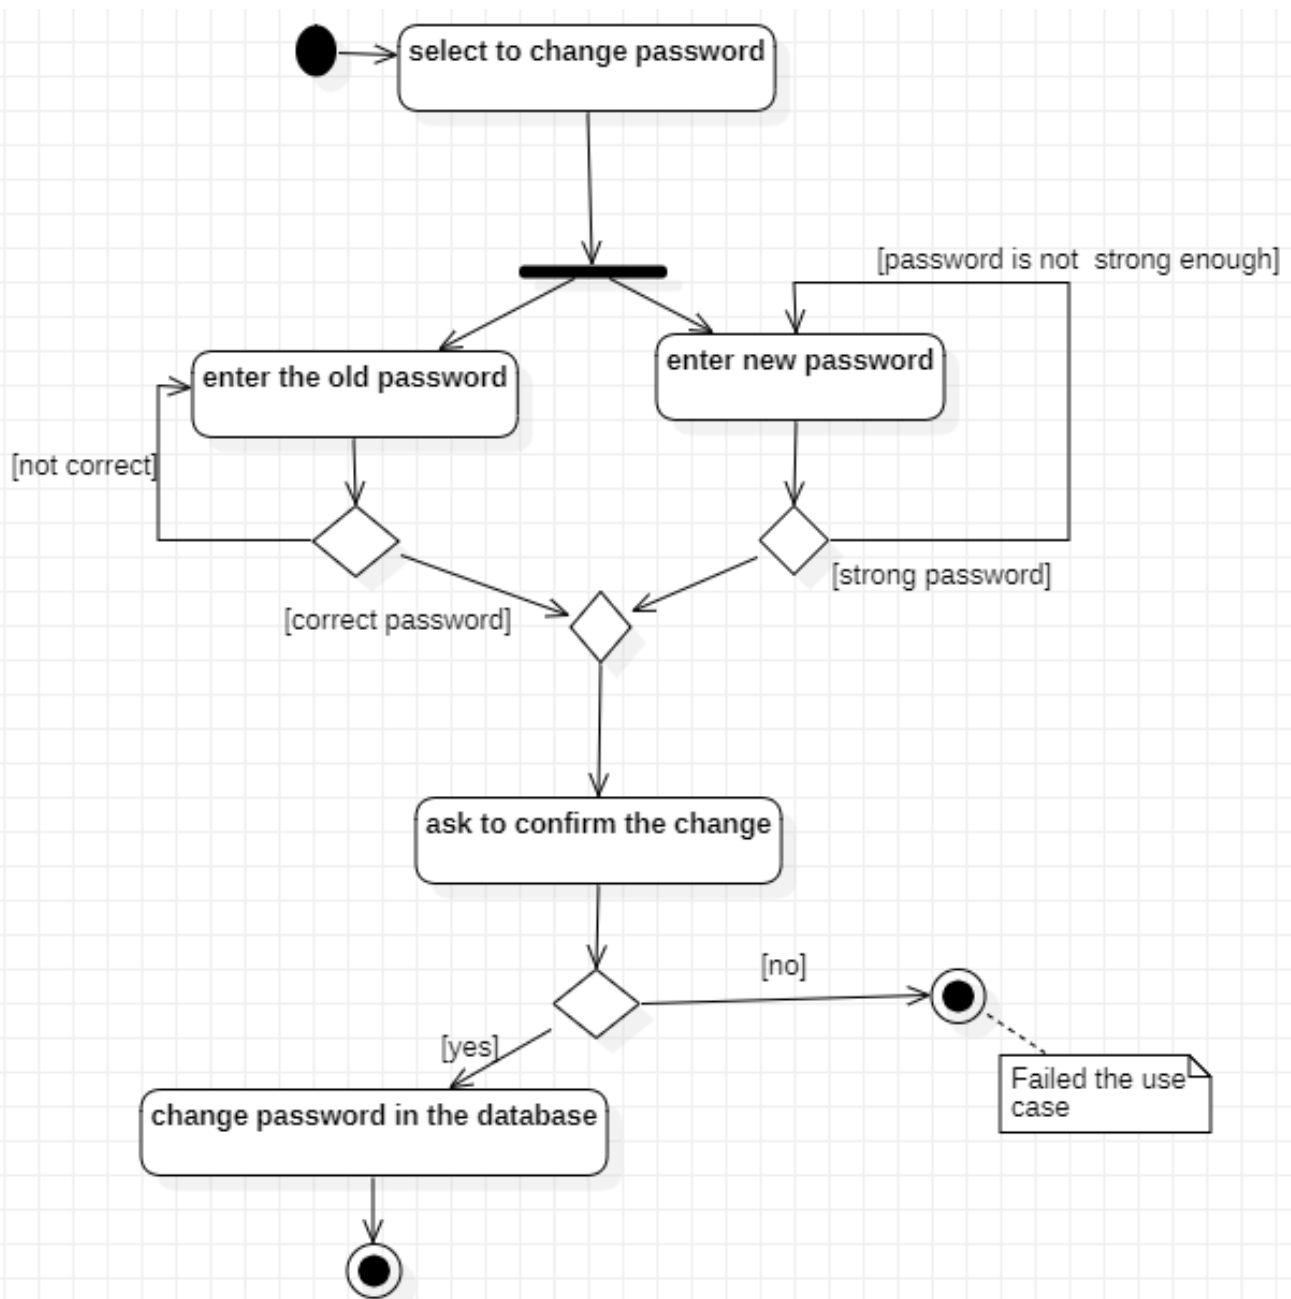 select to change password
[password is not  strong enough]
enter new password
enter the old password
[not correct]
[strong password]
[correct password]
ask to confirm the change
[no]
[yes]
Failed the use
case
change password in the database